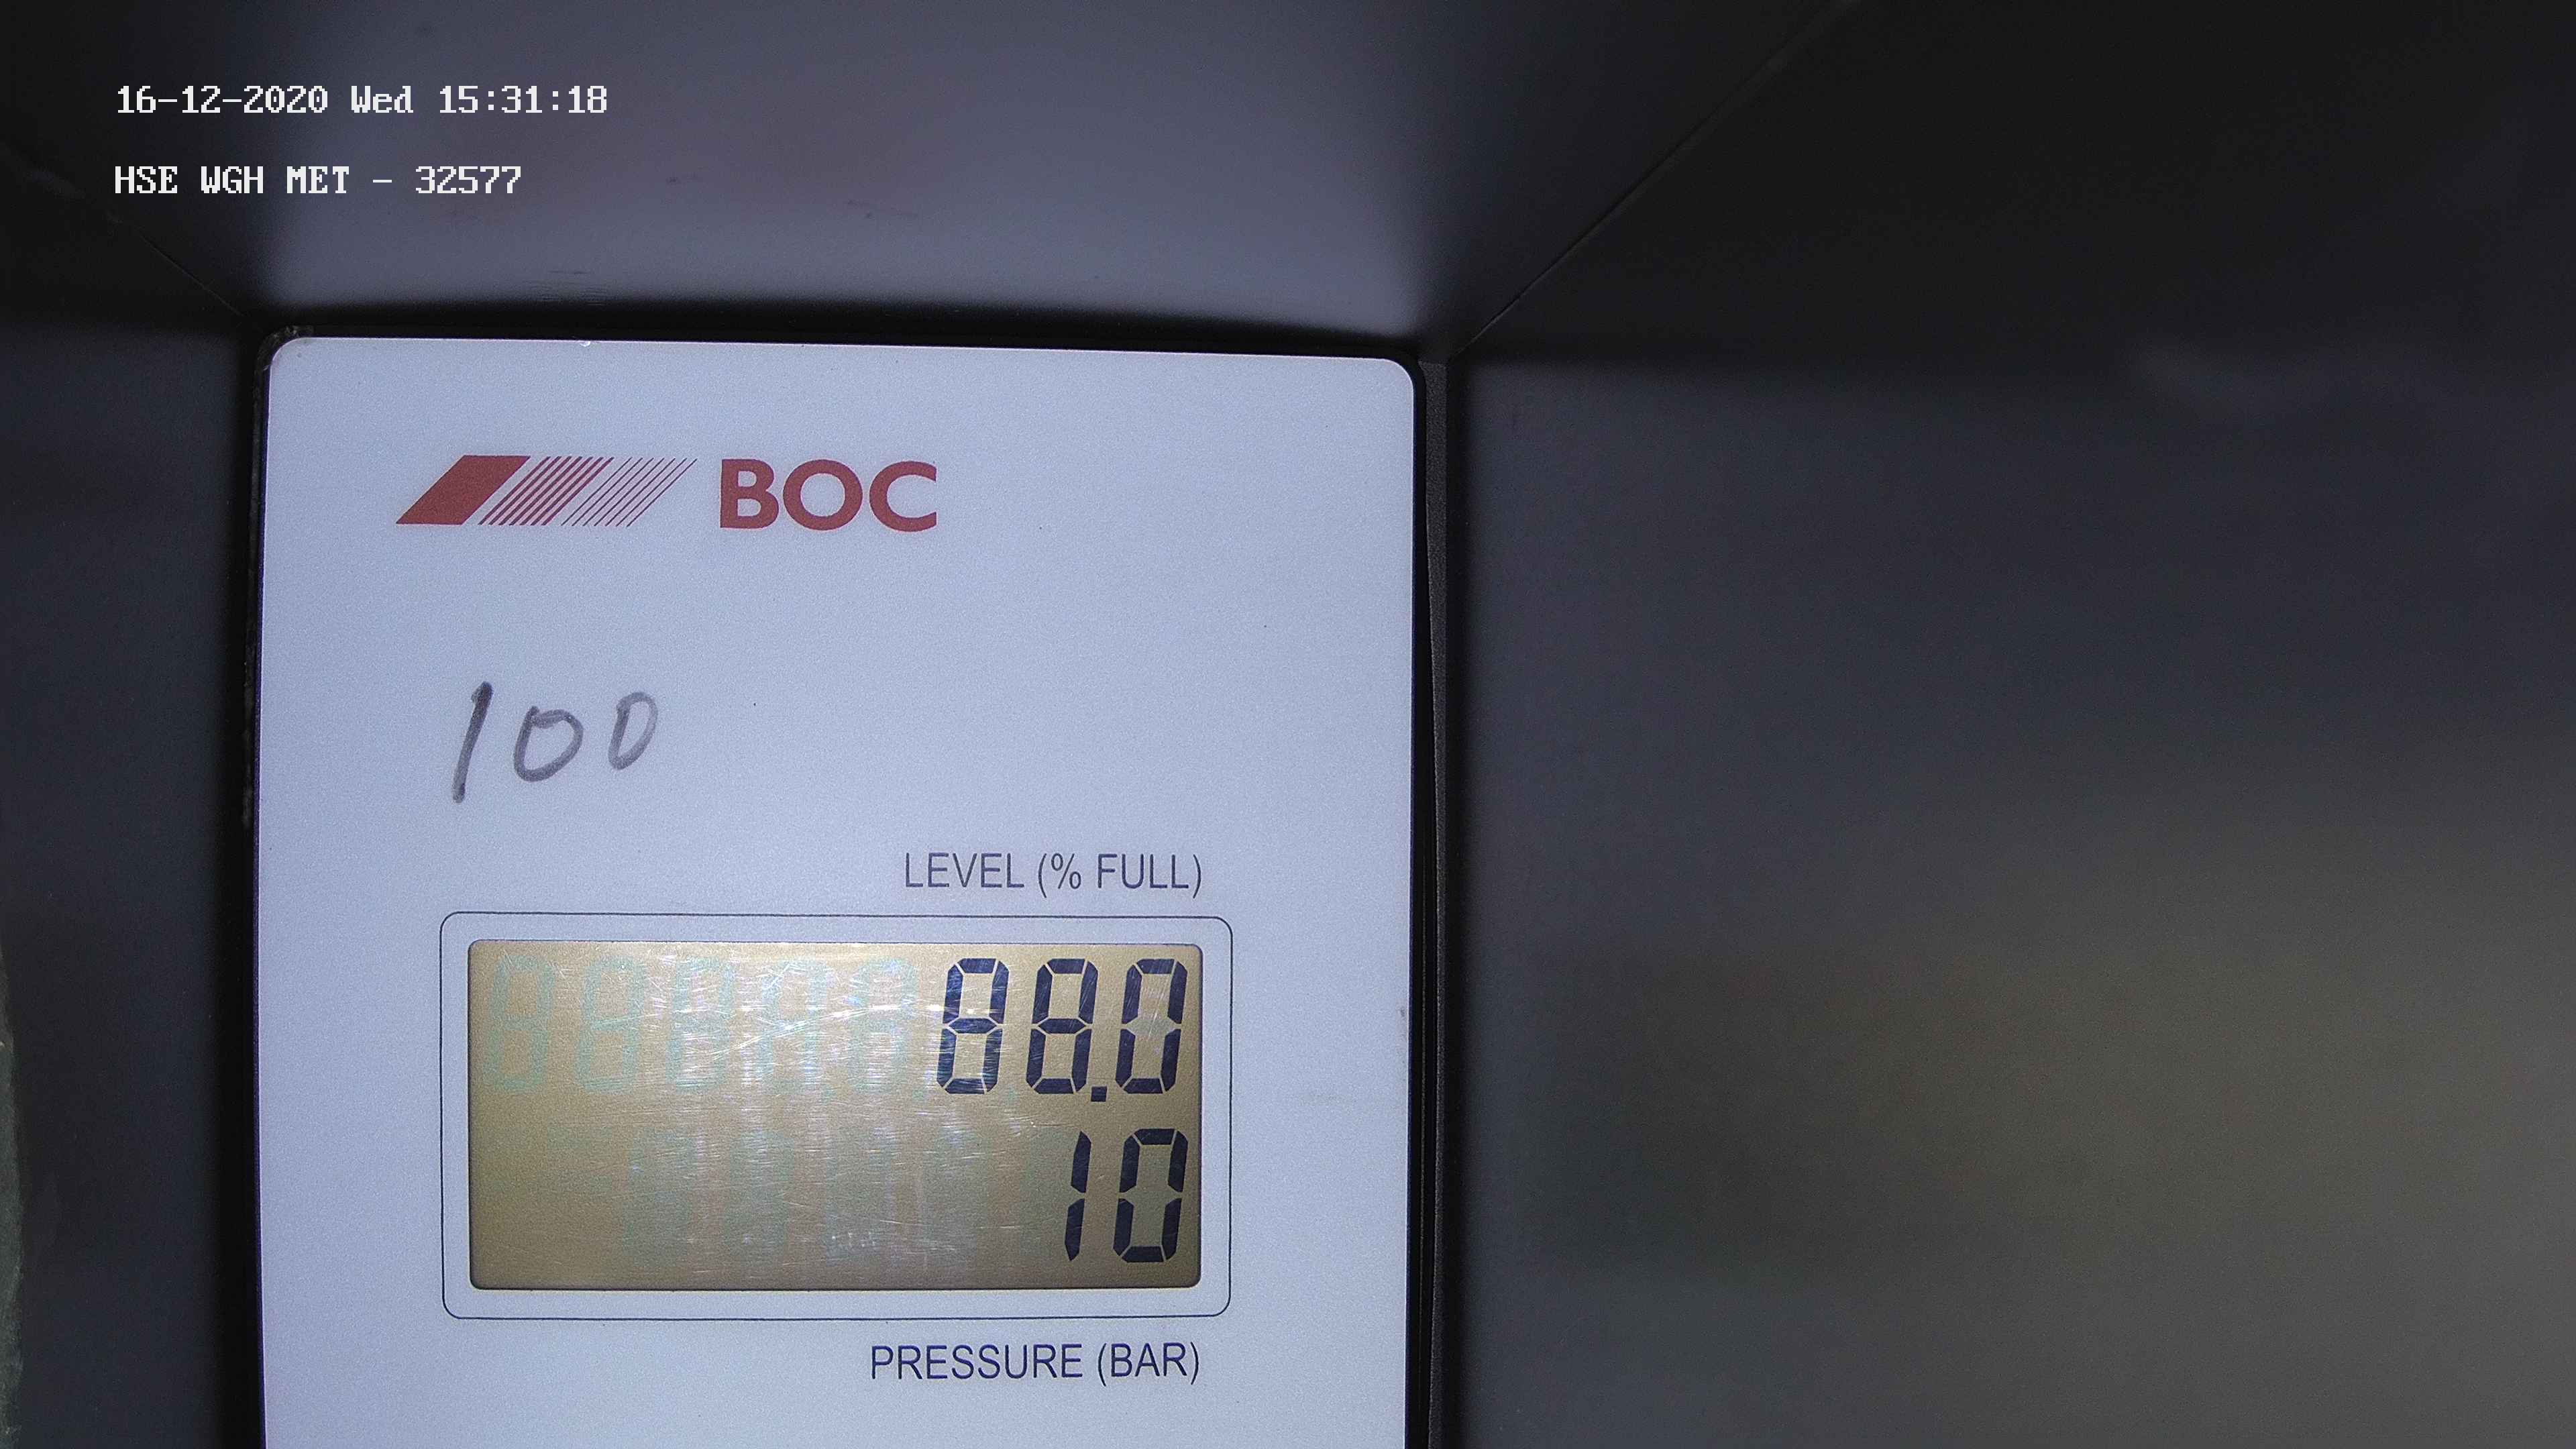 16-12-2020 Wed 15:31:18
HSE WGH MET - 32577
BOC
100
LEVEL (% FULL)
88.0
10
PRESSURE (BAR)